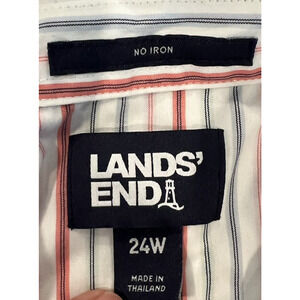 NO IRON
LANDS'
END
24W
MADE IN
THAILAND